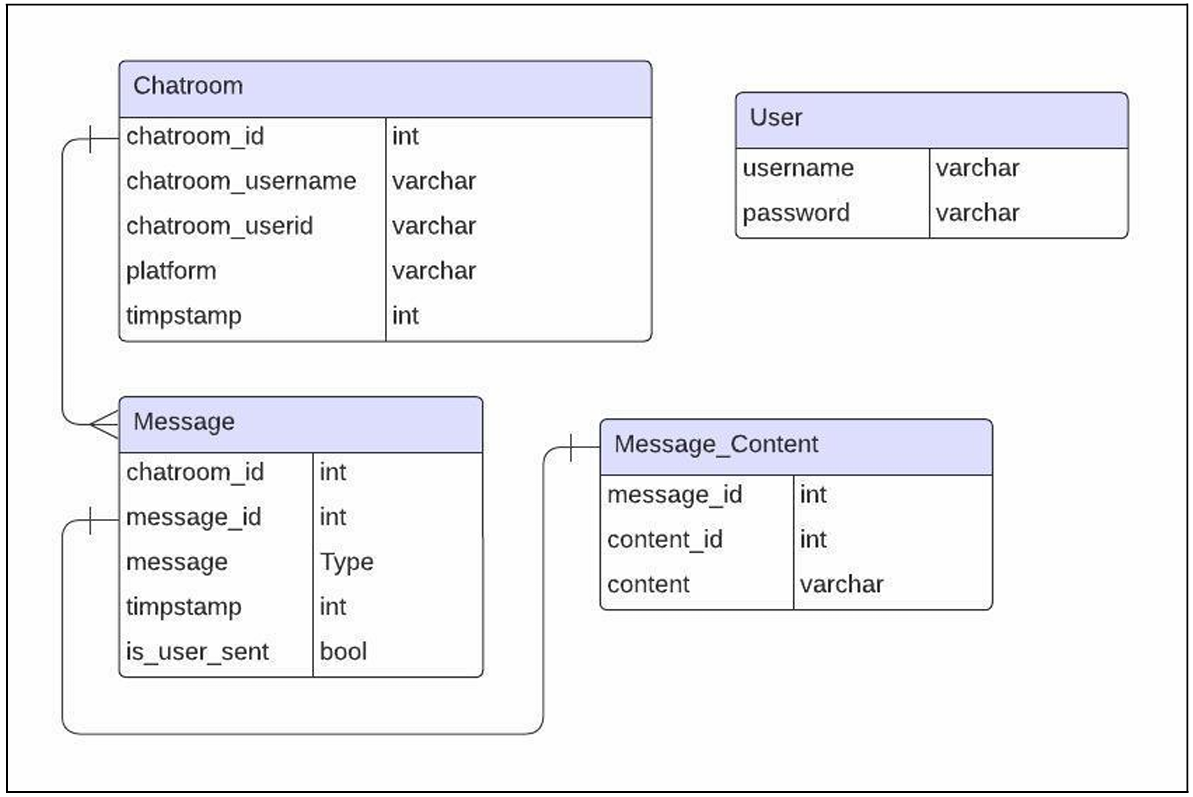 Chatroom
chatroom_id int
chatroom_username varchar
chatroom_userid varchar
platform varchar
timpstamp int
User
username varchar
password varchar
Message
chatroom_id int
message_id int
message Type
timpstamp int
is_user_sent bool
Message_Content
message_id int
content_id int
content varchar